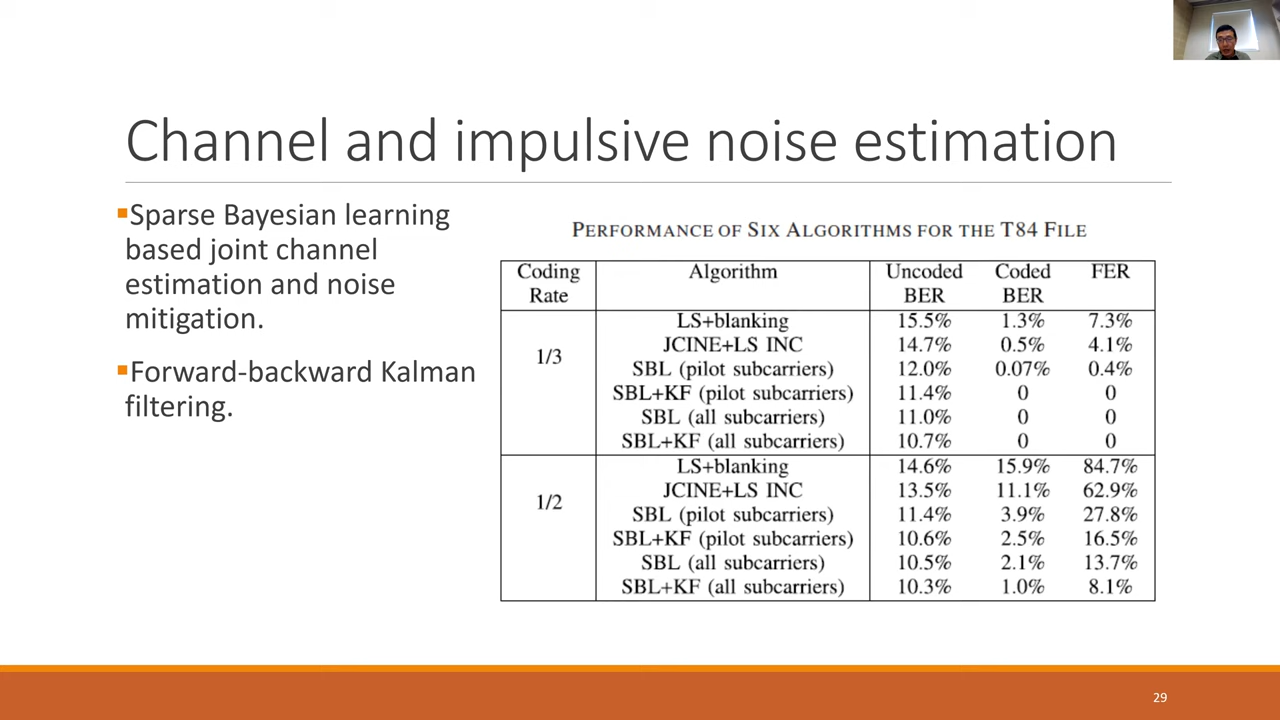 Channel and impulsive noise estimation
▪Sparse Bayesian learning
based joint channel
estimation and noise
mitigation.
▪Forward-backward Kalman
filtering.
PERFORMANCE OF SIX ALGORITHMS FOR THE T84 FILE
Coding Rate Algorithm Uncoded BER Coded BER FER
1/3
LS+blanking 15.5% 1.3% 7.3%
JCINE+LS INC 14.7% 0.5% 4.1%
SBL (pilot subcarriers) 12.0% 0.07% 0.4%
SBL+KF (pilot subcarriers) 11.4% 0 0
SBL (all subcarriers) 11.0% 0 0
SBL+KF (all subcarriers) 10.7% 0 0
1/2
LS+blanking 14.6% 15.9% 84.7%
JCINE+LS INC 13.5% 11.1% 62.9%
SBL (pilot subcarriers) 11.4% 3.9% 27.8%
SBL+KF (pilot subcarriers) 10.6% 2.5% 16.5%
SBL (all subcarriers) 10.5% 2.1% 13.7%
SBL+KF (all subcarriers) 10.3% 1.0% 8.1%
29